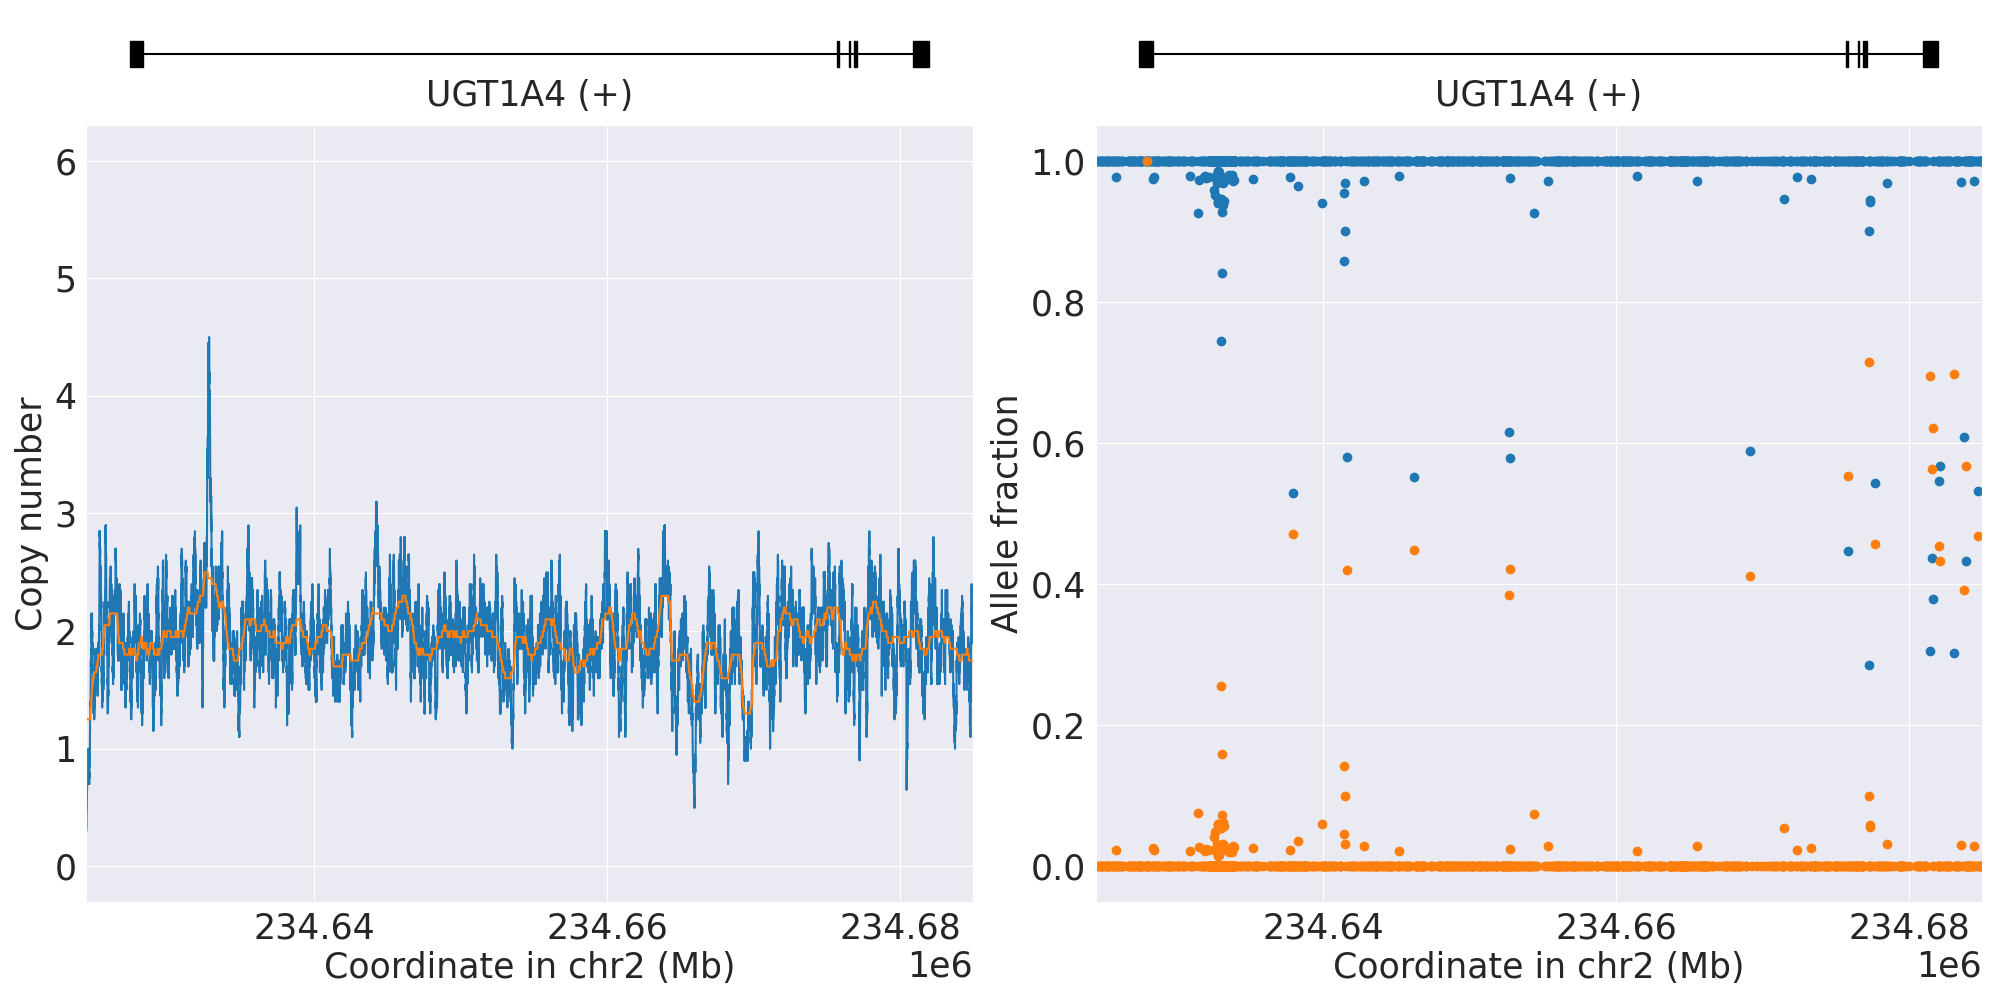 UGT1A4 (+)
6
5
4
3
2
1
0
Copy number
234.64 234.66 234.68
Coordinate in chr2 (Mb)
1e6
UGT1A4 (+)
1.0
0.8
0.6
0.4
0.2
0.0
Allele fraction
234.64 234.66 234.68
Coordinate in chr2 (Mb)
1e6